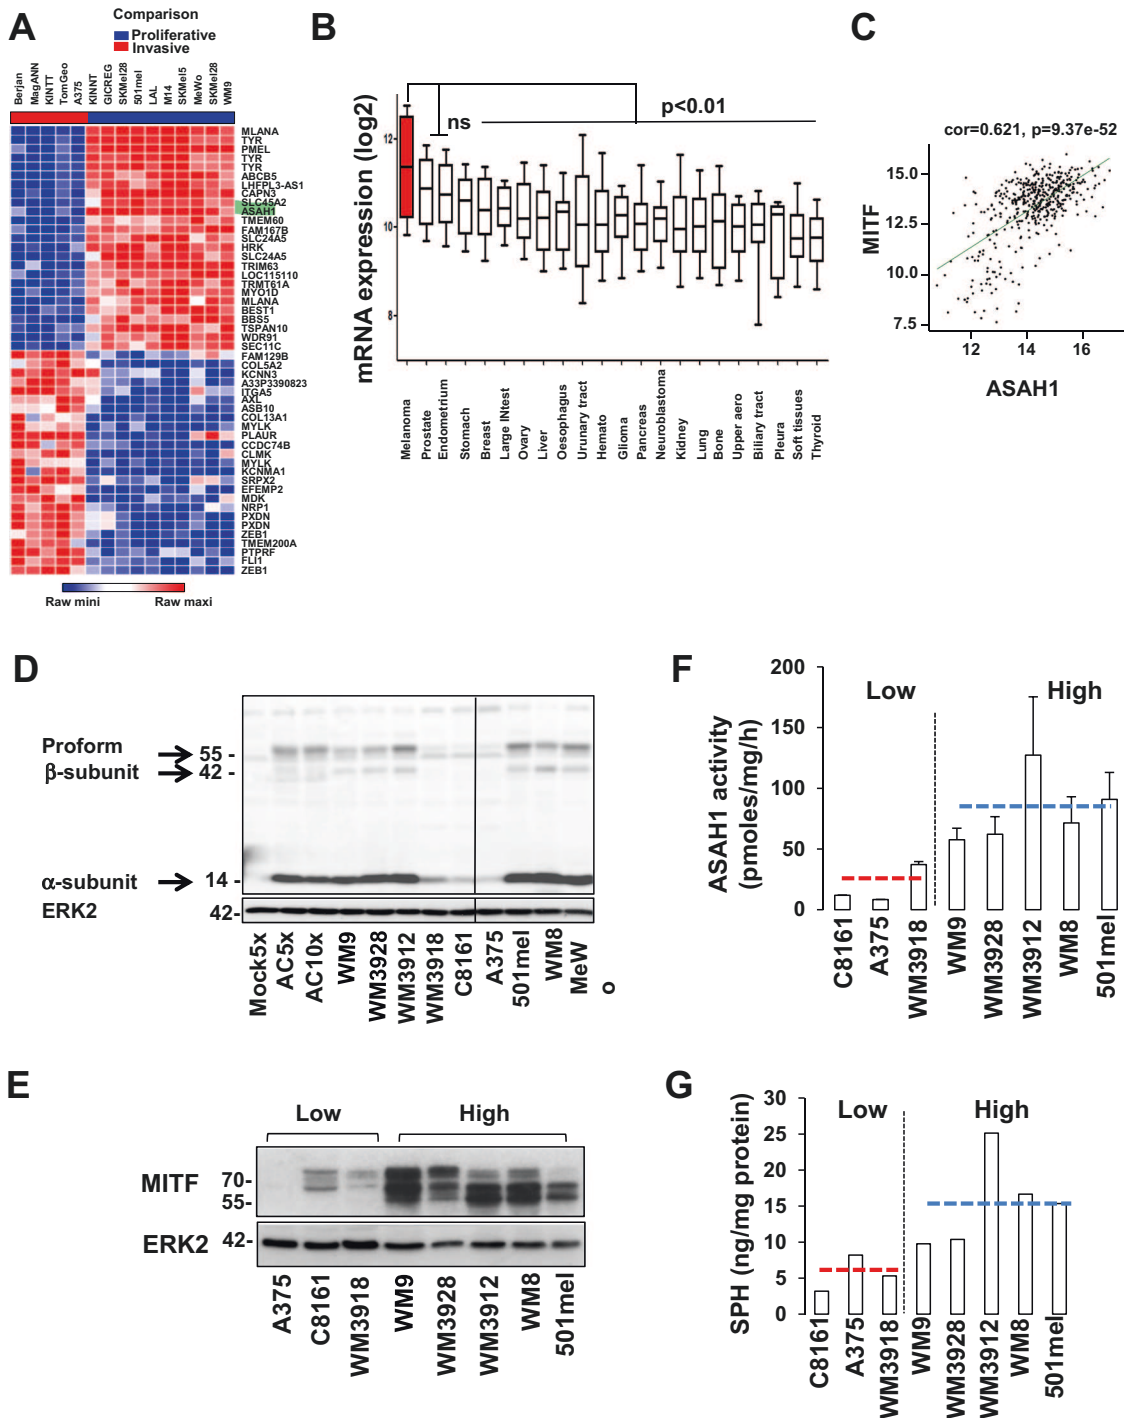 A
Comparison
Proliferative
Invasive
Berjan
MagANN
KINTT
TomGeo
A375
KINNT
GICREG
SKMel28
501mel
LAL
M14
SKMel5
MeWo
SKMel28
WM9
MLANA
TYR
PMEL
TYR
TYR
ABCB5
LHFPL3-AS1
CAPN3
SLC45A2
ASAH1
TMEM60
FAM167B
SLC24A5
HRK
SLC24A5
TRIM63
LOC115110
TRMT61A
MYO1D
MLANA
BEST1
BBS5
TSPAN10
WDR91
SEC11C
FAM129B
COL5A2
KCNN3
A33P3390823
ITGA5
AXL
ASB10
COL13A1
MYLK
PLAUR
CCDC74B
CLMK
MYLK
KCNMA1
SRPX2
EFEMP2
MDK
NRP1
PXDN
PXDN
ZEB1
TMEM200A
PTPRF
FLI1
ZEB1
Raw mini
Raw maxi
B
mRNA expression (log2)
12
10
8
ns
p<0.01
Melanoma
Prostate
Endometrium
Stomach
Breast
Large INtest
Ovary
Liver
Oesophagus
Urunary tract
Hemato
Glioma
Pancreas
Neuroblastoma
Kidney
Lung
Bone
Upper aero
Biliary tract
Pleura
Soft tissues
Thyroid
C
cor=0.621, p=9.37e-52
MITF
15.0
12.5
10.0
7.5
12 14 16
ASAH1
D
Proform
55 -
β-subunit
42 -
α-subunit
14 -
ERK2
42-
Mock5x
AC5x
AC10x
WM9
WM3928
WM3912
WM3918
C8161
A375
501mel
WM8
MeW
o
E
Low High
MITF
70-
55-
ERK2
42-
A375
C8161
WM3918
WM9
WM3928
WM3912
WM8
501mel
F
ASAH1 activity
(pmoles/mg/h)
200
150
100
50
0
Low High
C8161
A375
WM3918
WM9
WM3928
WM3912
WM8
501mel
G
SPH (ng/mg protein)
30
25
20
15
10
5
0
Low High
C8161
A375
WM3918
WM9
WM3928
WM3912
WM8
501mel